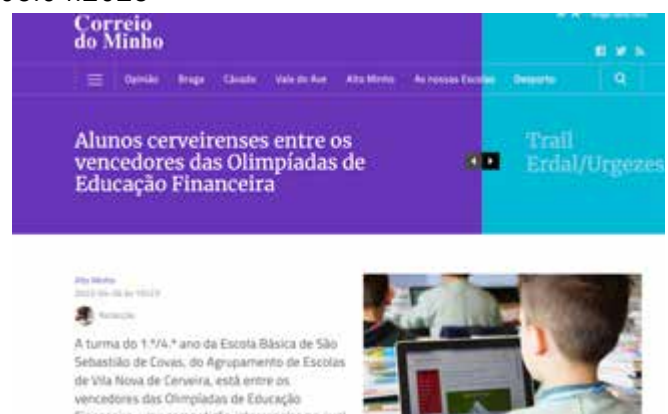 Correio
do Minho
Opinião Braga Cávado Vale do Ave Alto Minho As nossas Escolas Desporto
Alunos cerveirenses entre os
vencedores das Olimpíadas de
Educação Financeira
Trail
Erdal/Urgezes
Alto Minho
Redacção
A turma do 1.º/4.º ano da Escola Básica de São
Sebastião de Covas, do Agrupamento de Escolas
de Vila Nova de Cerveira, está entre os
vencedores das Olimpíadas de Educação